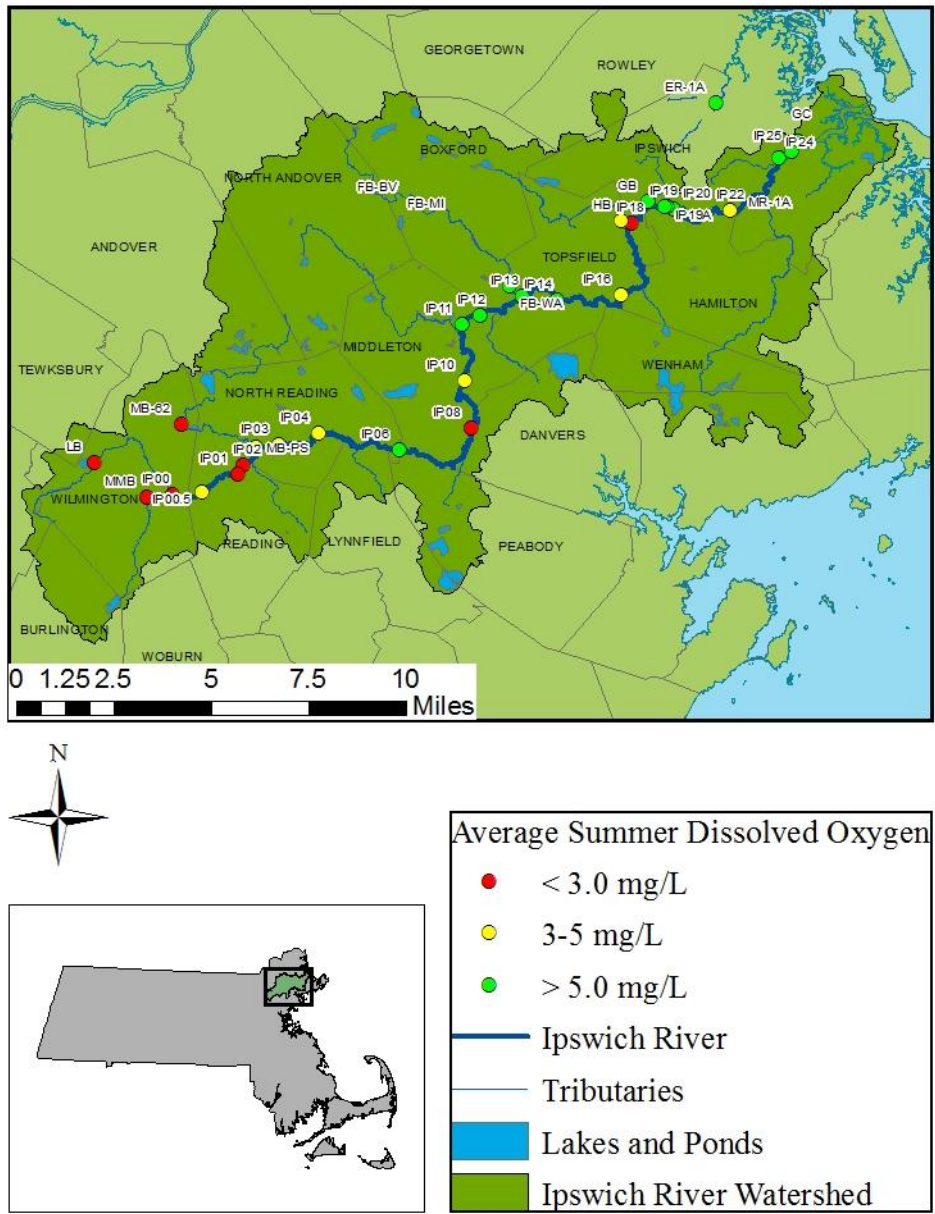 GEORGETOWN
ROWLEY
ER-1A
GC
IP25
IP24
BOXFORD
IPSWICH
NORTH ANDOVER
FB-BV
FB-MI
GB
IP19
IP20
IP22
MR-1A
HB
IP18
IP19A
ANDOVER
TOPSFIELD
IP13
IP14
IP16
FB-WA
HAMILTON
IP11
IP12
MIDDLETON
WENHAM
TEWKSBURY
IP10
NORTH READING
MB-62
IP04
IP08
DANVERS
IP03
IP06
LB
IP01
IP02
MB-PS
MMB
IP00
WILMINGTON
IP00.5
READING
LYNNFIELD
PEABODY
BURLINGTON
WOBURN
0 1.25 2.5 5 7.5 10
Miles
N
Average Summer Dissolved Oxygen
< 3.0 mg/L
3-5 mg/L
> 5.0 mg/L
Ipswich River
Tributaries
Lakes and Ponds
Ipswich River Watershed